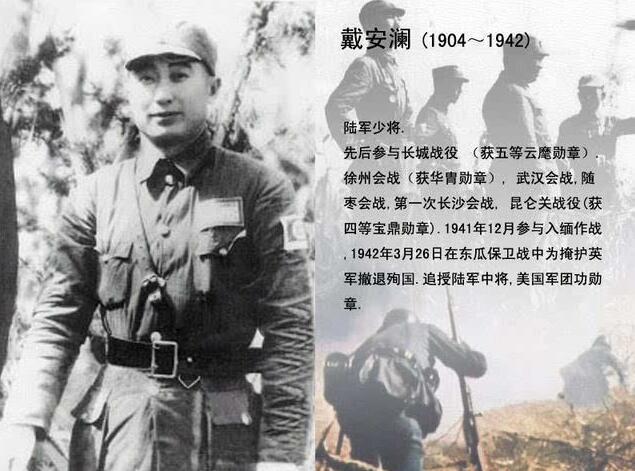 戴安澜 (1904～1942)
陆军少将.
先后参与长城战役 （获五等云麾勋章）,
徐州会战（获华胄勋章）, 武汉会战, 随
枣会战, 第一次长沙会战, 昆仑关战役(获
四等宝鼎勋章). 1941年12月参与入缅作战
, 1942年3月26日在东瓜保卫战中为掩护英
军撤退殉国. 追授陆军中将, 美国军团功勋
章.